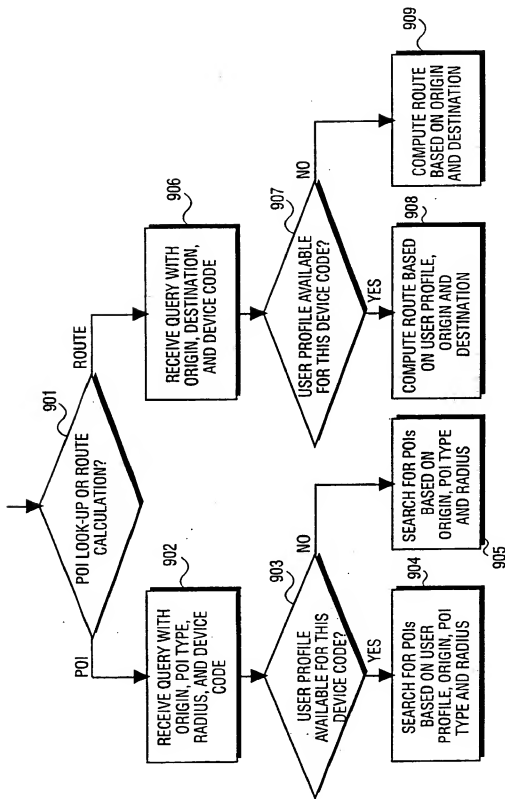 901
POI LOOK-UP OR ROUTE
CALCULATION?
POI
ROUTE
902
RECEIVE QUERY WITH
ORIGIN, POI TYPE,
RADIUS, AND DEVICE
CODE
903
USER PROFILE
AVAILABLE FOR THIS
DEVICE CODE?
NO
YES
904
SEARCH FOR POIs
BASED ON USER
PROFILE, ORIGIN, POI
TYPE AND RADIUS
SEARCH FOR POIs
BASED ON
ORIGIN, POI TYPE
AND RADIUS
905
906
RECEIVE QUERY WITH
ORIGIN, DESTINATION,
AND DEVICE CODE
907
USER PROFILE AVAILABLE
FOR THIS DEVICE CODE?
NO
YES
908
COMPUTE ROUTE BASED
ON USER PROFILE,
ORIGIN AND
DESTINATION
909
COMPUTE ROUTE
BASED ON ORIGIN
AND DESTINATION